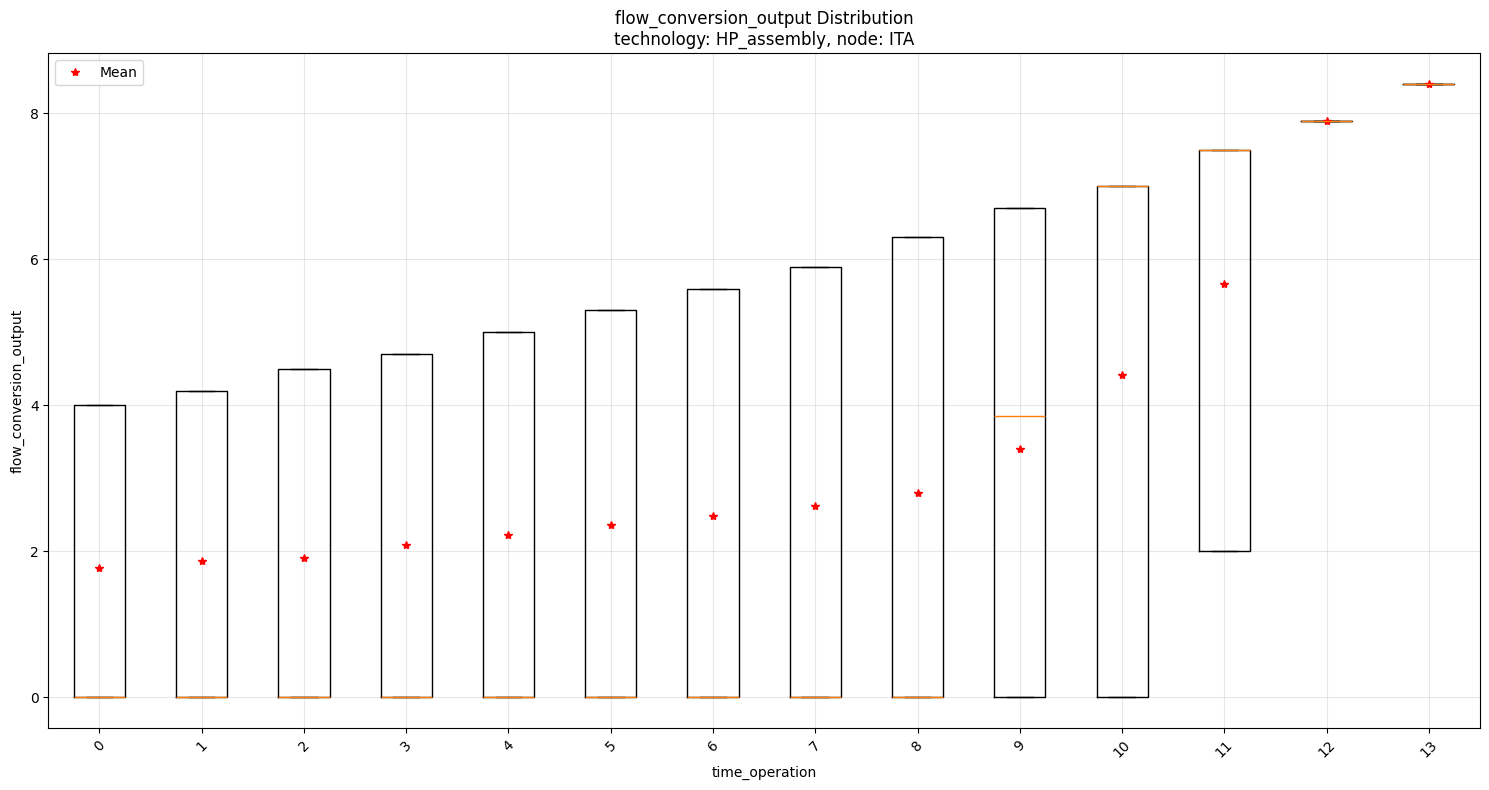 flow_conversion_output Distribution
technology: HP_assembly, node: ITA
Mean
flow_conversion_output
8
6
4
2
0
0 1 2 3 4 5 6 7 8 9 10 11 12 13
time_operation